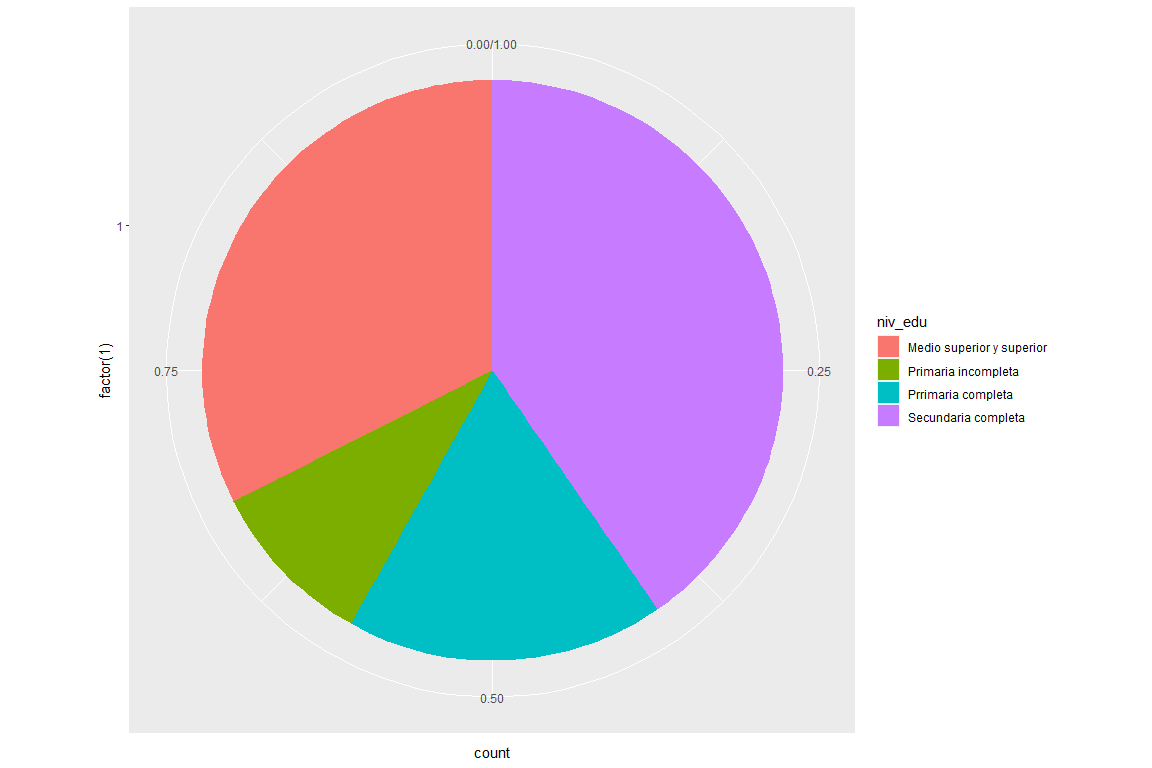 0.00/1.00
1
0.75
0.25
0.50
factor(1)
count
niv_edu
Medio superior y superior
Primaria incompleta
Prrimaria completa
Secundaria completa